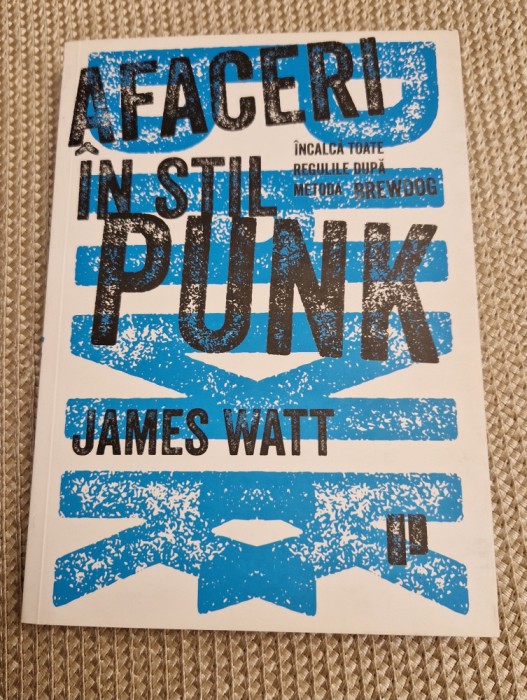 AFACERI
ÎN STIL
PUNK
ÎNCALCĂ TOATE
REGULILE DUPĂ
METODA BREWDOG
JAMES WATT